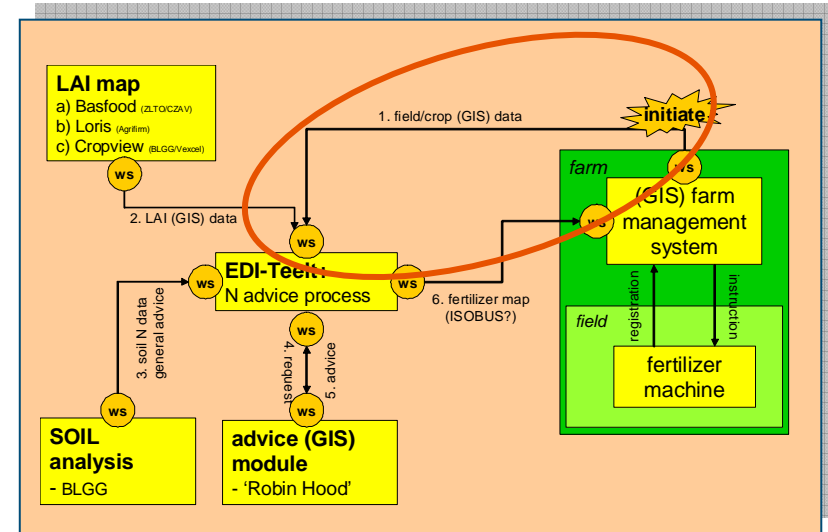 LAI map
a) Basfood (ZLTO/CZAV)
b) Loris (Agrifirm)
c) Cropview (BLGG/Vexcel)
ws
1. field/crop (GIS) data
initiate
farm
ws
(GIS) farm
management
system
ws
2. LAI (GIS) data
ws
EDI-Teelt+
N advice process
ws
ws
6. fertilizer map
(ISOBUS?)
registration
instruction
field
fertilizer
machine
3. soil N data
general advice
ws
4. request
5. advice
ws
ws
SOIL
analysis
- BLGG
advice (GIS)
module
- ‘Robin Hood’